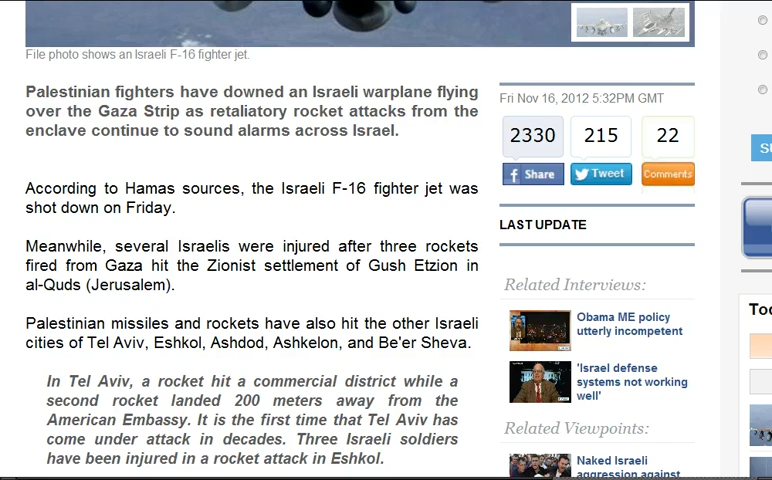 File photo shows an Israeli F-16 fighter jet.
Palestinian fighters have downed an Israeli warplane flying
over the Gaza Strip as retaliatory rocket attacks from the
enclave continue to sound alarms across Israel.
According to Hamas sources, the Israeli F-16 fighter jet was
shot down on Friday.
Meanwhile, several Israelis were injured after three rockets
fired from Gaza hit the Zionist settlement of Gush Etzion in
al-Quds (Jerusalem).
Palestinian missiles and rockets have also hit the other Israeli
cities of Tel Aviv, Eshkol, Ashdod, Ashkelon, and Be'er Sheva.
In Tel Aviv, a rocket hit a commercial district while a
second rocket landed 200 meters away from the
American Embassy. It is the first time that Tel Aviv has
come under attack in decades. Three Israeli soldiers
have been injured in a rocket attack in Eshkol.
Fri Nov 16, 2012 5:32PM GMT
2330 215 22
Share Tweet Comments
LAST UPDATE
Related Interviews:
Obama ME policy
utterly incompetent
'Israel defense
systems not working
well'
Related Viewpoints:
Naked Israeli
aggression against